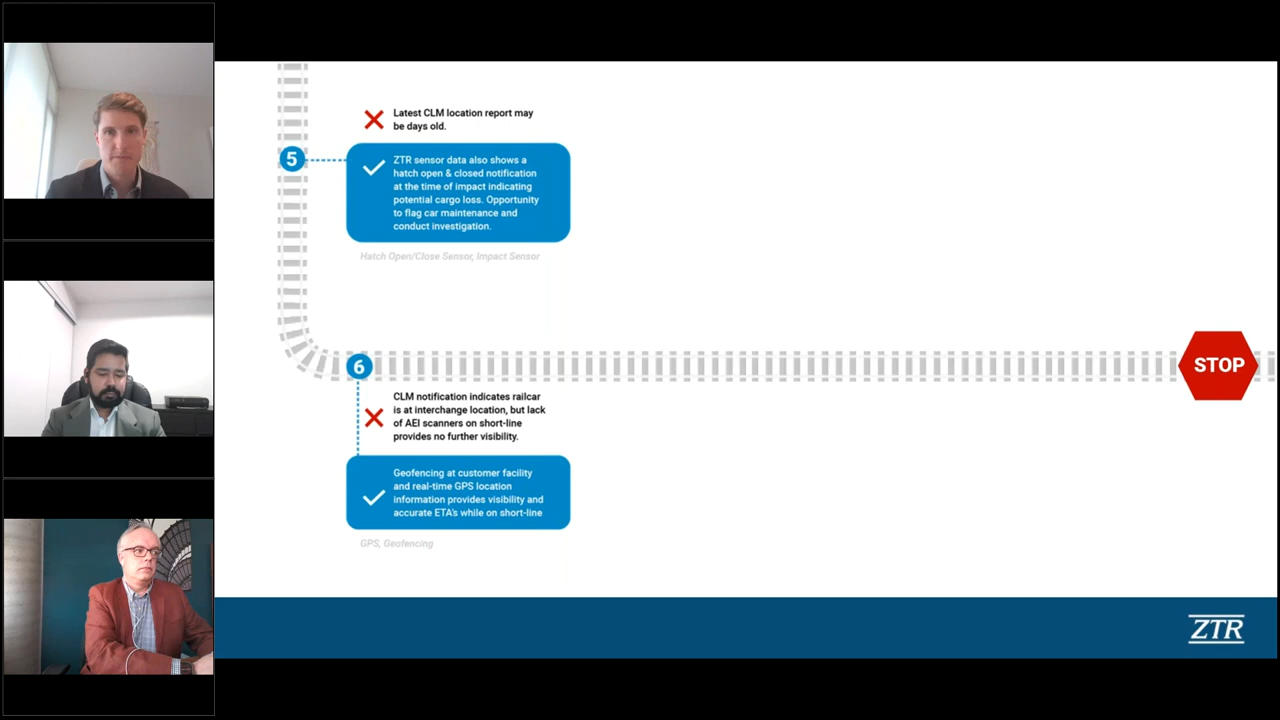 Latest CLM location report may
be days old.
5
ZTR sensor data also shows a
hatch open & closed notification
at the time of impact indicating
potential cargo loss. Opportunity
to flag car maintenance and
conduct investigation.
Hatch Open/Close Sensor, Impact Sensor
6
STOP
CLM notification indicates railcar
is at interchange location, but lack
of AEI scanners on short-line
provides no further visibility.
Geofencing at customer facility
and real-time GPS location
information provides visibility and
accurate ETA's while on short-line
GPS, Geofencing
ZTR